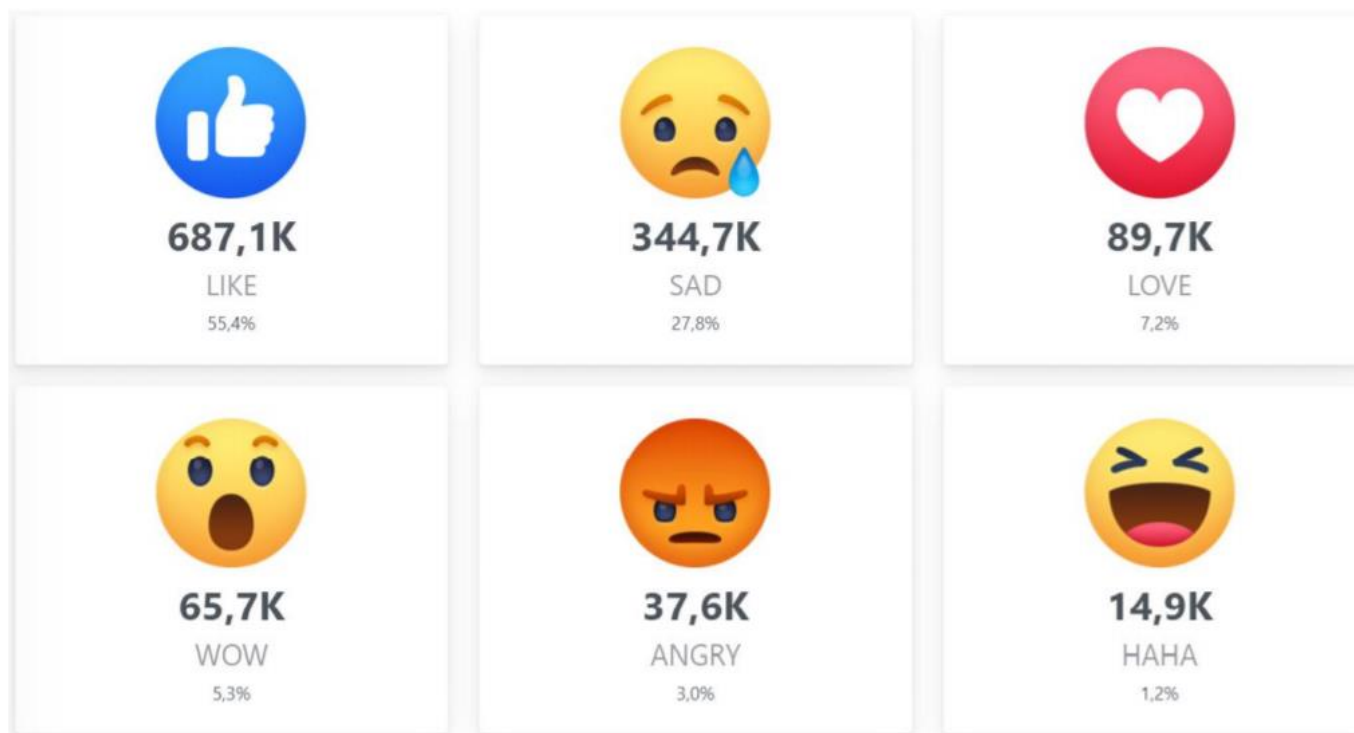 687,1K
LIKE
55,4%
344,7K
SAD
27,8%
89,7K
LOVE
7,2%
65,7K
WOW
5,3%
37,6K
ANGRY
3,0%
14,9K
HAHA
1,2%